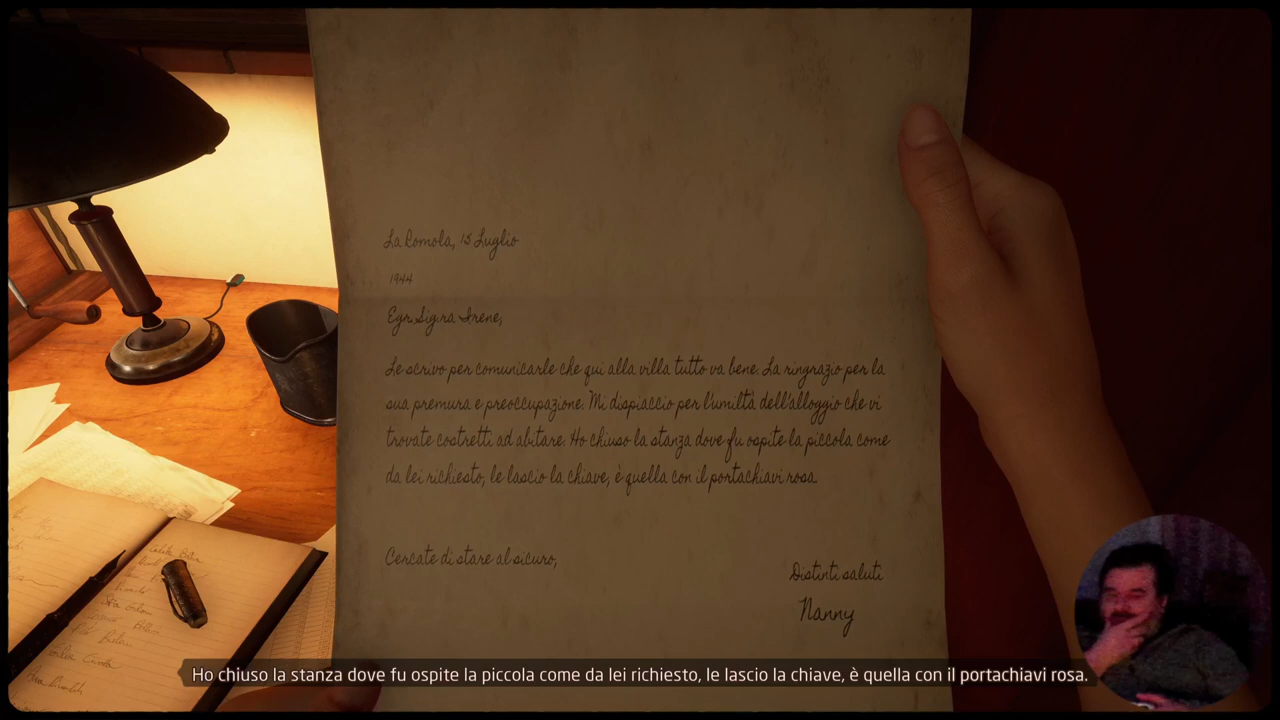 La Romola, 15 Luglio
1944
Egr.Sig.ra Irene,
Le scrivo per comunicarle che qui alla villa tutto va bene. La ringrazio per la
sua premura e preoccupazione. Mi dispiaccio per l'umiltà dell'alloggio che vi
trovate costretti ad abitare. Ho chiuso la stanza dove fu ospite la piccola come
da lei richiesto, le lascio la chiave, è quella con il portachiavi rosa.
Cercate di stare al sicuro,
Distinti saluti
Nanny
Ho chiuso la stanza dove fu ospite la piccola come da lei richiesto, le lascio la chiave, è quella con il portachiavi rosa.